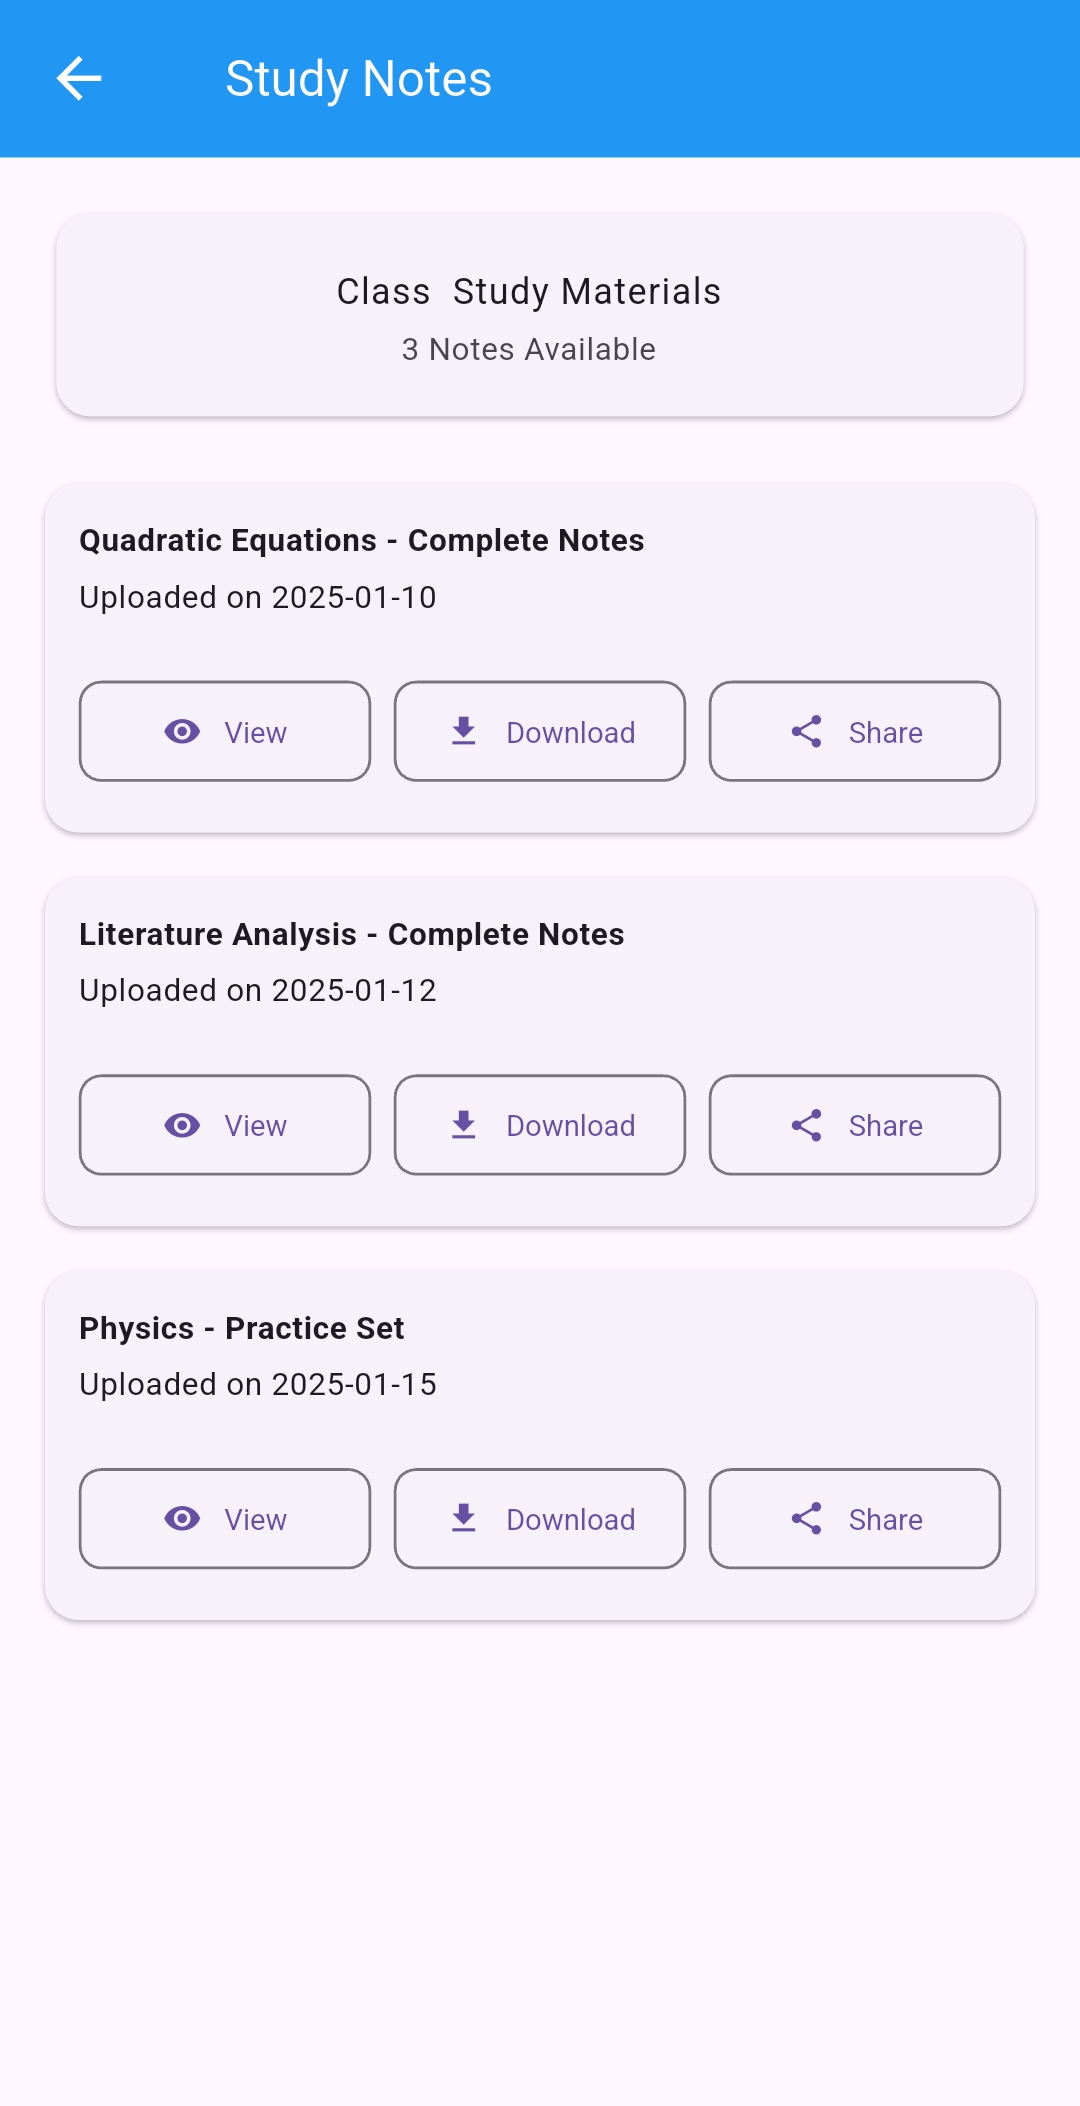 Study Notes
Class  Study Materials
3 Notes Available
Quadratic Equations - Complete Notes
Uploaded on 2025-01-10
View
Download
Share
Literature Analysis - Complete Notes
Uploaded on 2025-01-12
View
Download
Share
Physics - Practice Set
Uploaded on 2025-01-15
View
Download
Share